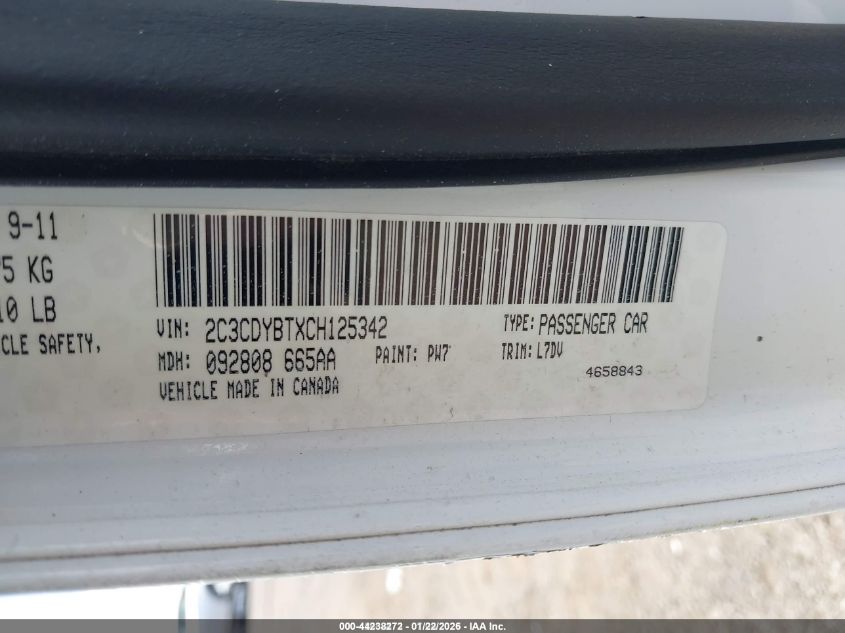 9-11
75 KG
10 LB
CLE SAFETY,
VIN: 2C3CDYBTXCH125342
TYPE: PASSENGER CAR
MDH: 092808 665AA
PAINT: PW7
TRIM: L7DV
VEHICLE MADE IN CANADA
4658843
000-44238272 - 01/22/2026 - IAA Inc.